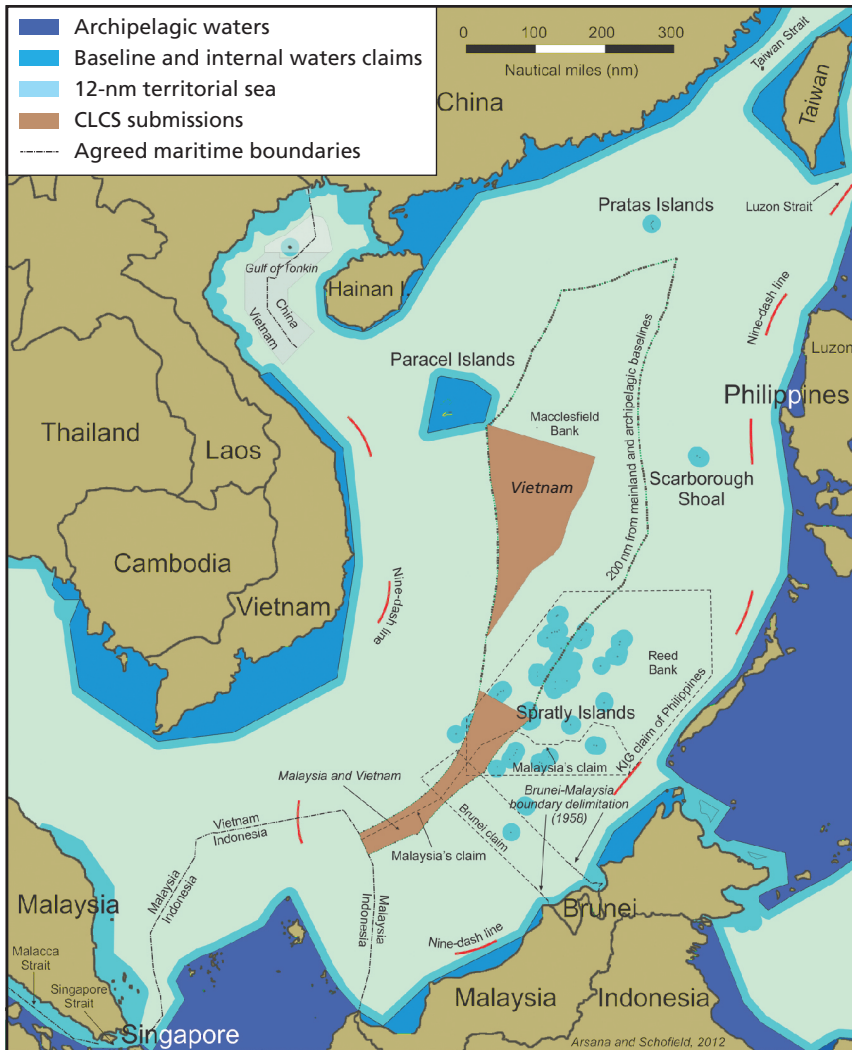 Archipelagic waters
Baseline and internal waters claims
12-nm territorial sea
CLCS submissions
Agreed maritime boundaries
0 100 200 300
Nautical miles (nm)
China
Taiwan Strait
Taiwan
Luzon Strait
Pratas Islands
Gulf of Tonkin
Hainan I
China
Vietnam
Nine-dash line
Luzon
Paracel Islands
Macclesfield
Bank
200 nm from mainland and archipelagic baselines
Philippines
Thailand
Laos
Vietnam
Scarborough
Shoal
Cambodia
Vietnam
Nine-dash line
Reed
Bank
Spratly Islands
KIG claim of Philippines
Malaysia's claim
Malaysia and Vietnam
Brunei-Malaysia
boundary delimitation
(1958)
Brunei claim
Vietnam
Indonesia
Malaysia's claim
Malaysia
Indonesia
Malaysia
Indonesia
Malaysia
Brunei
Nine-dash line
Malacca
Strait
Singapore
Strait
Singapore
Malaysia
Indonesia
Arsana and Schofield, 2012